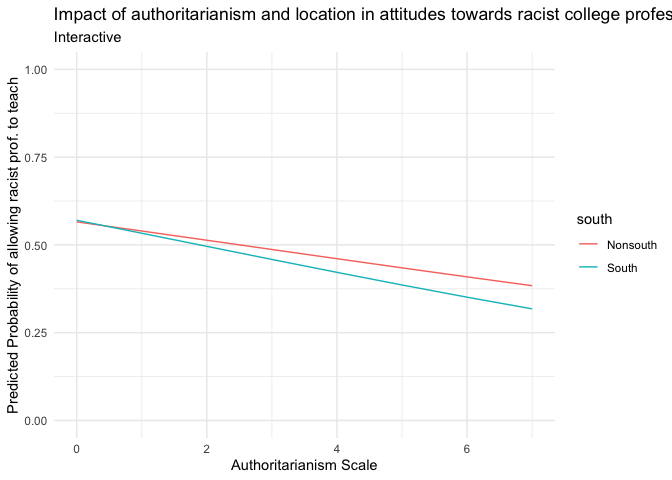 Impact of authoritarianism and location in attitudes towards racist college profes
Interactive
Predicted Probability of allowing racist prof. to teach
1.00
0.75
0.50
0.25
0.00
0
2
4
6
Authoritarianism Scale
south
Nonsouth
South